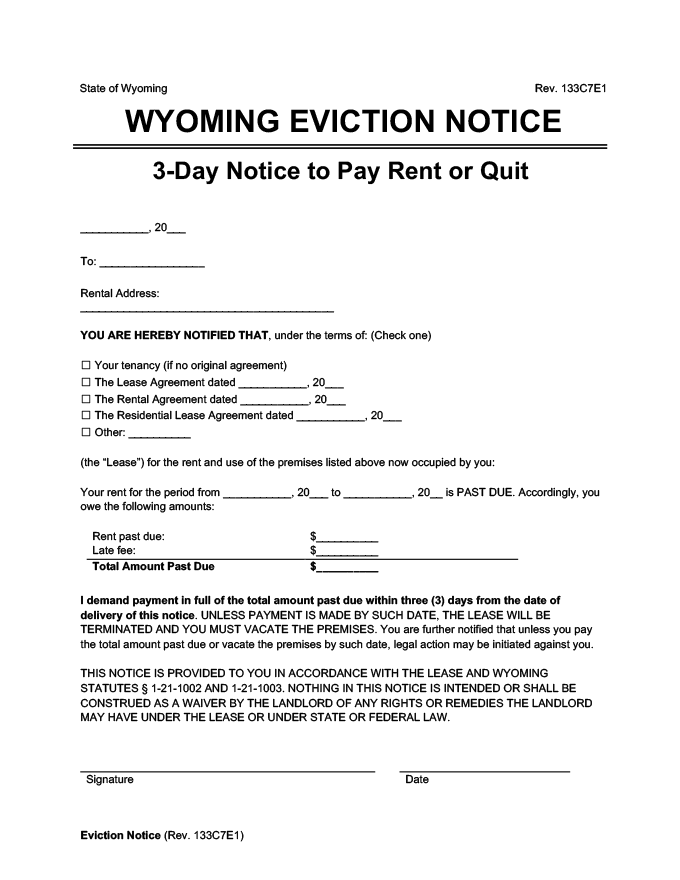 State of Wyoming Rev. 133C7E1
WYOMING EVICTION NOTICE
3-Day Notice to Pay Rent or Quit
___________, 20___
To: _________________
Rental Address:
_________________________________________
YOU ARE HEREBY NOTIFIED THAT, under the terms of: (Check one)
☐ Your tenancy (if no original agreement)
☐ The Lease Agreement dated ___________, 20___
☐ The Rental Agreement dated ___________, 20___
☐ The Residential Lease Agreement dated ___________, 20___
☐ Other: __________
(the “Lease”) for the rent and use of the premises listed above now occupied by you:
Your rent for the period from ___________, 20___ to ___________, 20__ is PAST DUE. Accordingly, you
owe the following amounts:
Rent past due: $__________
Late fee: $__________
Total Amount Past Due $__________
I demand payment in full of the total amount past due within three (3) days from the date of
delivery of this notice. UNLESS PAYMENT IS MADE BY SUCH DATE, THE LEASE WILL BE
TERMINATED AND YOU MUST VACATE THE PREMISES. You are further notified that unless you pay
the total amount past due or vacate the premises by such date, legal action may be initiated against you.
THIS NOTICE IS PROVIDED TO YOU IN ACCORDANCE WITH THE LEASE AND WYOMING
STATUTES § 1-21-1002 AND 1-21-1003. NOTHING IN THIS NOTICE IS INTENDED OR SHALL BE
CONSTRUED AS A WAIVER BY THE LANDLORD OF ANY RIGHTS OR REMEDIES THE LANDLORD
MAY HAVE UNDER THE LEASE OR UNDER STATE OR FEDERAL LAW.
Signature Date
Eviction Notice (Rev. 133C7E1)